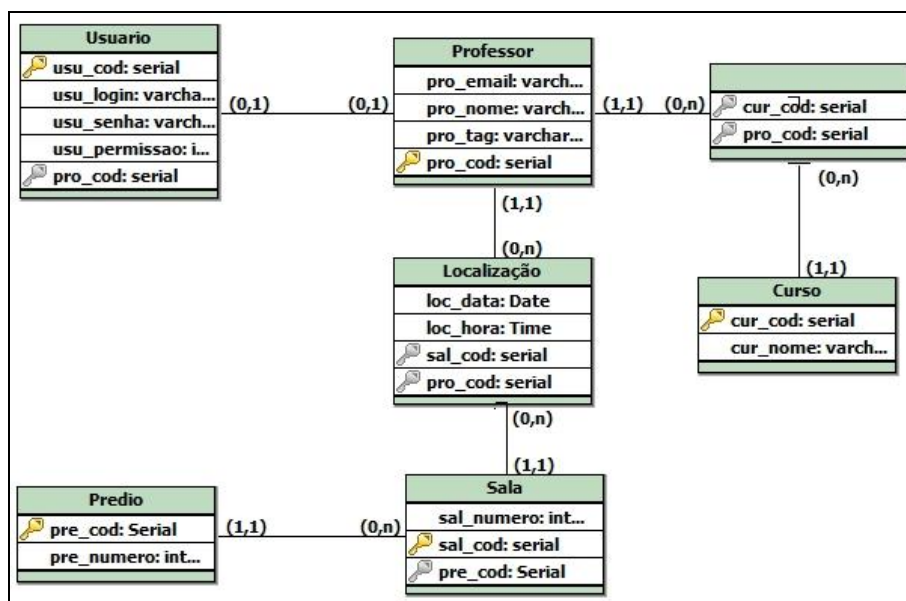 Usuario
usu_cod: serial
usu_login: varcha...
usu_senha: varch...
usu_permissao: i...
pro_cod: serial
(0,1)
(0,1)
Professor
pro_email: varch...
pro_nome: varch...
pro_tag: varchar...
pro_cod: serial
(1,1)
(0,n)
cur_cod: serial
pro_cod: serial
(1,1)
(0,n)
(0,n)
(1,1)
Localização
loc_data: Date
loc_hora: Time
sal_cod: serial
pro_cod: serial
Curso
cur_cod: serial
cur_nome: varch...
(0,n)
(1,1)
Predio
pre_cod: Serial
pre_numero: int...
(1,1)
(0,n)
Sala
sal_numero: int...
sal_cod: serial
pre_cod: Serial